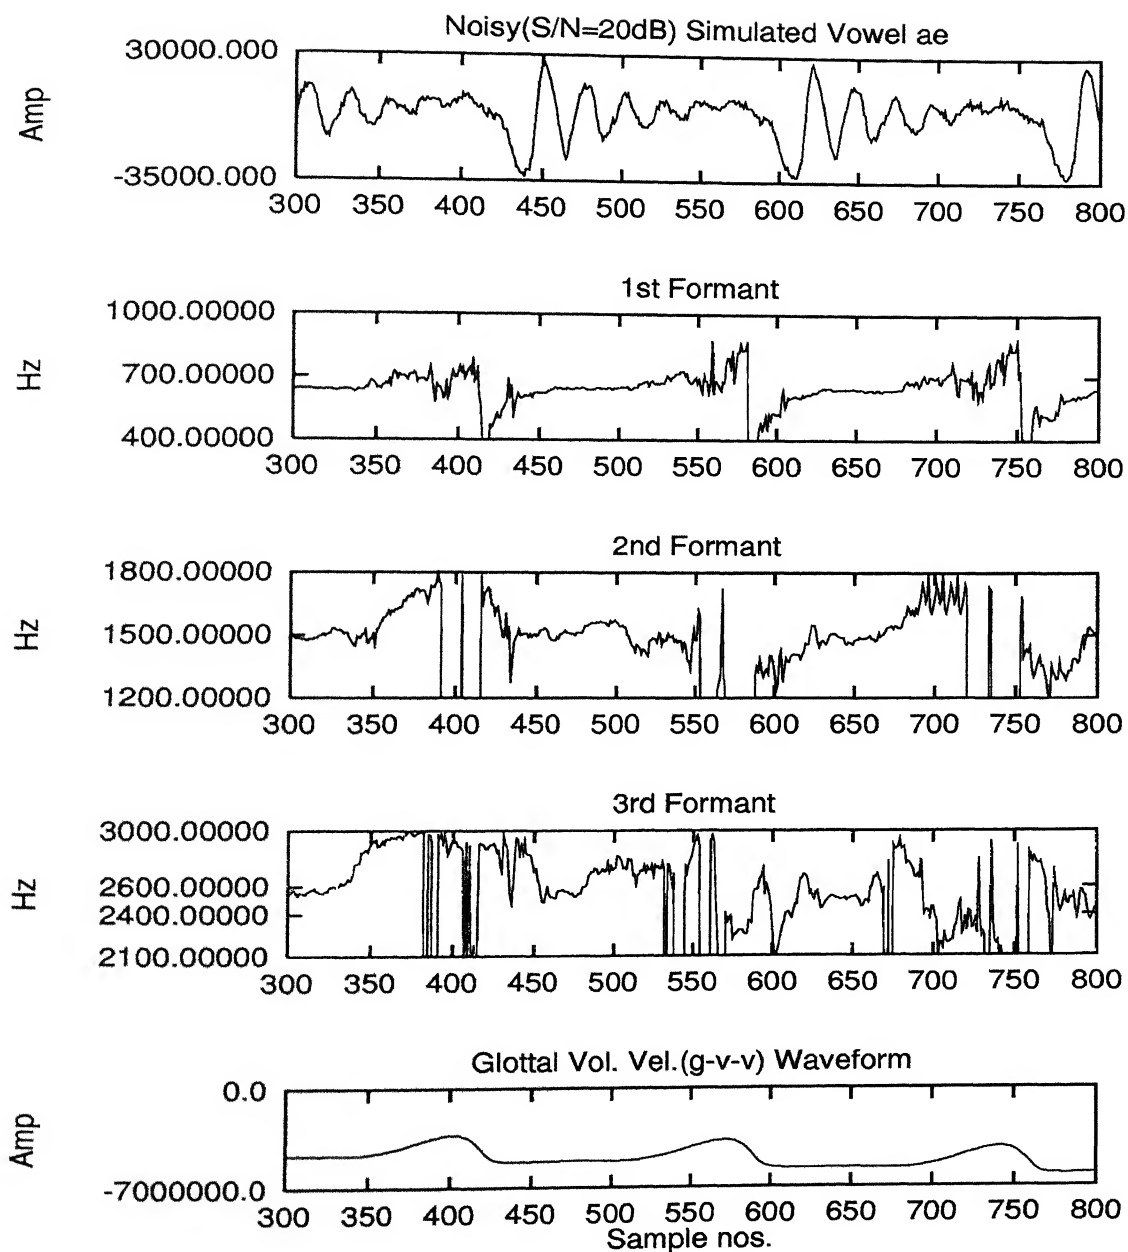 Noisy(S/N=20dB) Simulated Vowel ae
30000.000
Amp
-35000.000
300 350 400 450 500 550 600 650 700 750 800
1st Formant
1000.00000
Hz
700.00000
400.00000
300 350 400 450 500 550 600 650 700 750 800
2nd Formant
1800.00000
Hz
1500.00000
1200.00000
300 350 400 450 500 550 600 650 700 750 800
3rd Formant
3000.00000
Hz
2600.00000
2400.00000
2100.00000
300 350 400 450 500 550 600 650 700 750 800
Glottal Vol. Vel.(g-v-v) Waveform
0.0
Amp
-7000000.0
300 350 400 450 500 550 600 650 700 750 800
Sample nos.